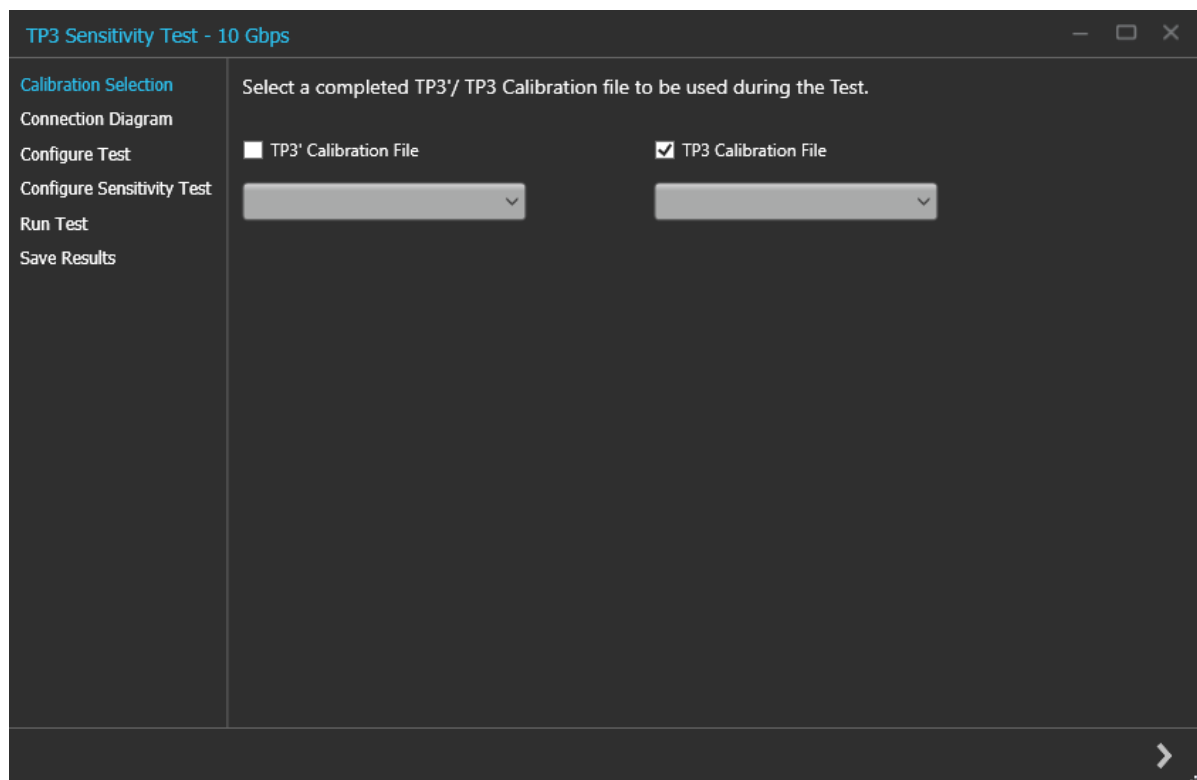 TP3 Sensitivity Test - 10 Gbps
Calibration Selection
Connection Diagram
Configure Test
Configure Sensitivity Test
Run Test
Save Results
Select a completed TP3'/ TP3 Calibration file to be used during the Test.
TP3' Calibration File
TP3 Calibration File